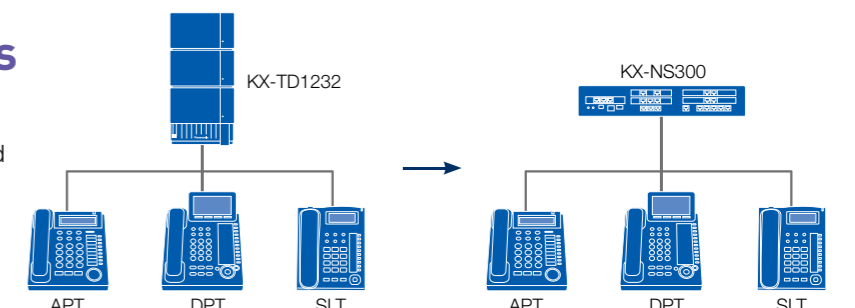 s
KX-TD1232
KX-NS300
d
APT
DPT
SLT
APT
DPT
SLT